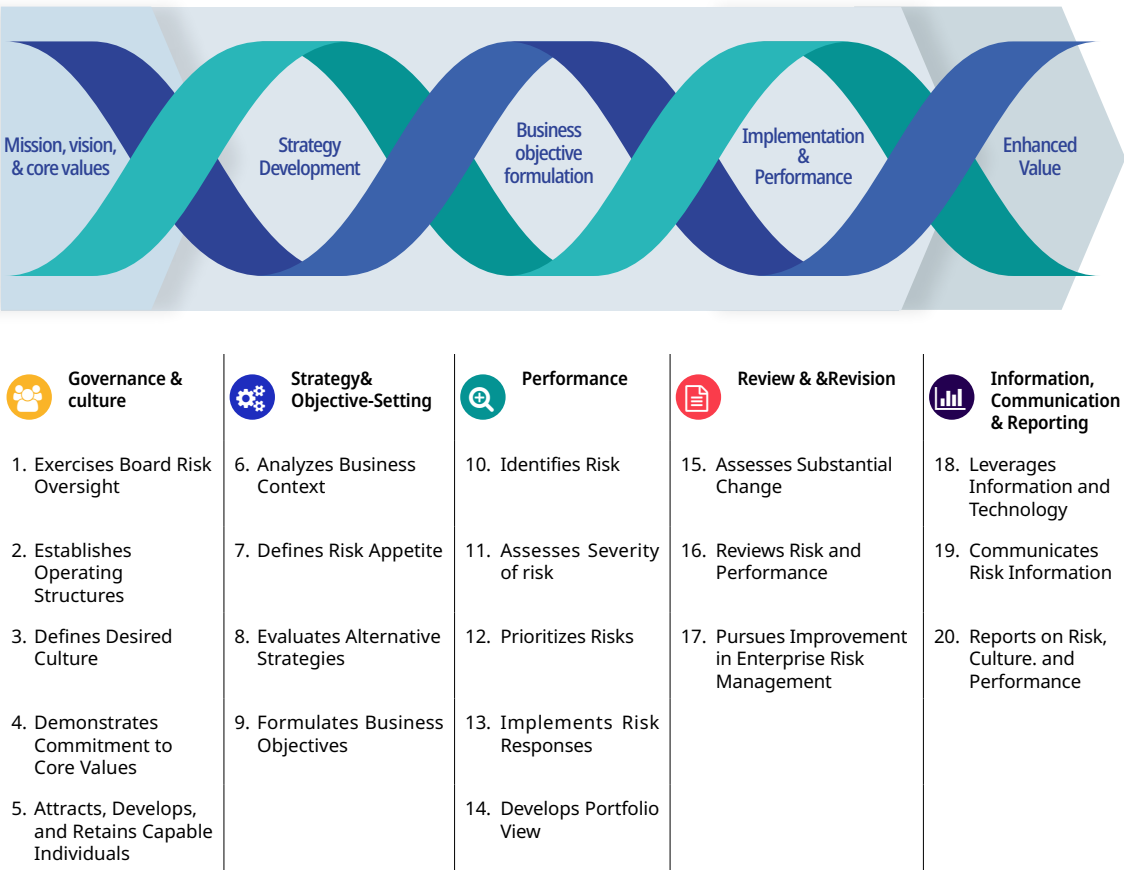 Mission, vision,
& core values
Strategy
Development
Business
objective
formulation
Implementation
&
Performance
Enhanced
Value
Governance &
culture
1. Exercises Board Risk
Oversight
2. Establishes
Operating
Structures
3. Defines Desired
Culture
4. Demonstrates
Commitment to
Core Values
5. Attracts, Develops,
and Retains Capable
Individuals
Strategy&
Objective-Setting
6. Analyzes Business
Context
7. Defines Risk Appetite
8. Evaluates Alternative
Strategies
9. Formulates Business
Objectives
Performance
10. Identifies Risk
11. Assesses Severity
of risk
12. Prioritizes Risks
13. Implements Risk
Responses
14. Develops Portfolio
View
Review & &Revision
15. Assesses Substantial
Change
16. Reviews Risk and
Performance
17. Pursues Improvement
in Enterprise Risk
Management
Information,
Communication
& Reporting
18. Leverages
Information and
Technology
19. Communicates
Risk Information
20. Reports on Risk,
Culture. and
Performance